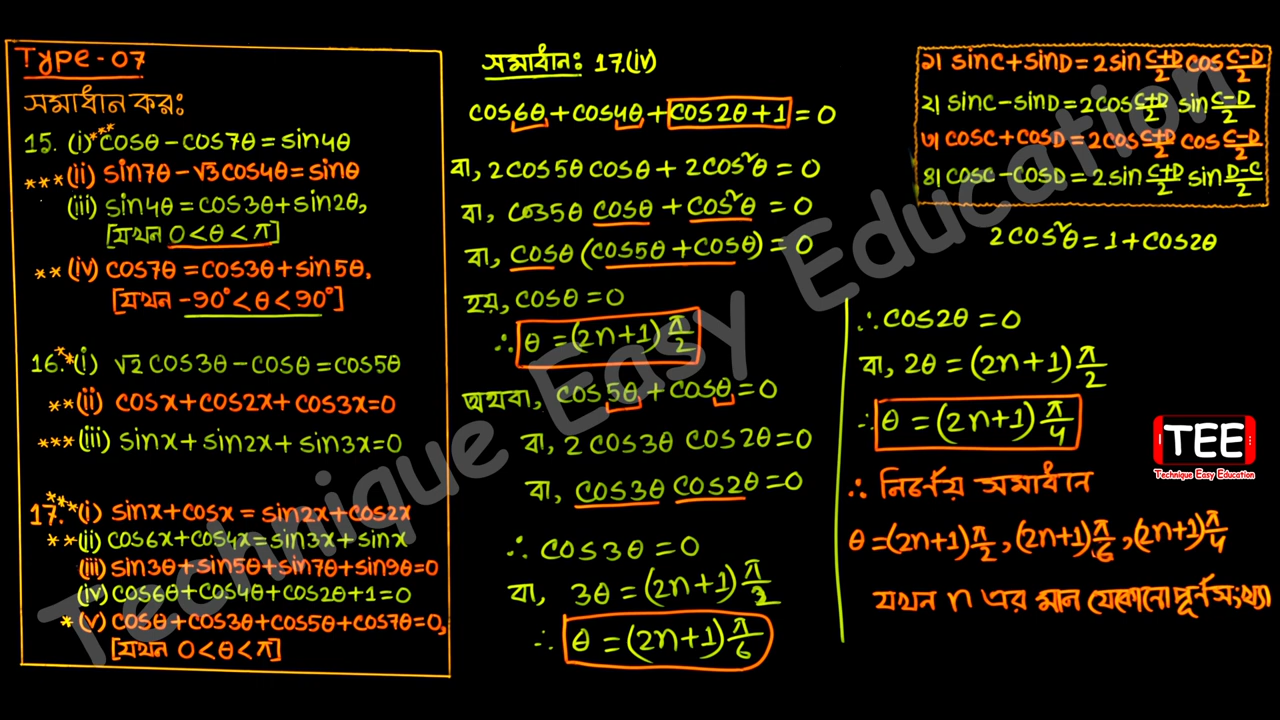 Type-07
সমাধান কর:
15. (i)*** cosθ - cos7θ = sin4θ
*** (ii) sin7θ - √3cos4θ = sinθ
(iii) sin4θ = cos3θ + sin2θ,
[যখন 0 < θ < π]
** (iv) cos7θ = cos3θ + sin5θ,
[যখন -90° < θ < 90°]
16. ** (i) √2 cos3θ - cosθ = cos5θ
** (ii) cosx + cos2x + cos3x = 0
*** (iii) sinx + sin2x + sin3x = 0
17. *** (i) sinx + cosx = sin2x + cos2x
** (ii) cos6x + cos4x = sin3x + sinx
(iii) sin3θ + sin5θ + sin7θ + sin9θ = 0
(iv) cos6θ + cos4θ + cos2θ + 1 = 0
* (v) cosθ + cos3θ + cos5θ + cos7θ = 0,
[যখন 0 < θ < π]
সমাধান: 17.(iv)
cos6θ + cos4θ + cos2θ + 1 = 0
বা, 2cos5θ cosθ + 2cos²θ = 0
বা, cos5θ cosθ + cos²θ = 0
বা, cosθ (cos5θ + cosθ) = 0
হয়, cosθ = 0
∴ θ = (2n+1) π/2
অথবা, cos5θ + cosθ = 0
বা, 2 cos3θ cos2θ = 0
বা, cos3θ cos2θ = 0
∴ cos3θ = 0
বা, 3θ = (2n+1) π/2
∴ θ = (2n+1) π/6
১। sinC + sinD = 2sin C+D/2 cos C-D/2
২। sinC - sinD = 2cos C+D/2 sin C-D/2
৩। cosC + cosD = 2cos C+D/2 cos C-D/2
৪। cosC - cosD = 2sin C+D/2 sin D-C/2
2cos²θ = 1 + cos2θ
∴ cos2θ = 0
বা, 2θ = (2n+1) π/2
∴ θ = (2n+1) π/4
∴ নির্ণেয় সমাধান
θ = (2n+1) π/2, (2n+1) π/6, (2n+1) π/4
যখন n এর মান যেকোনো পূর্ণসংখ্যা
TEE
Technique Easy Education
Technique Easy Education